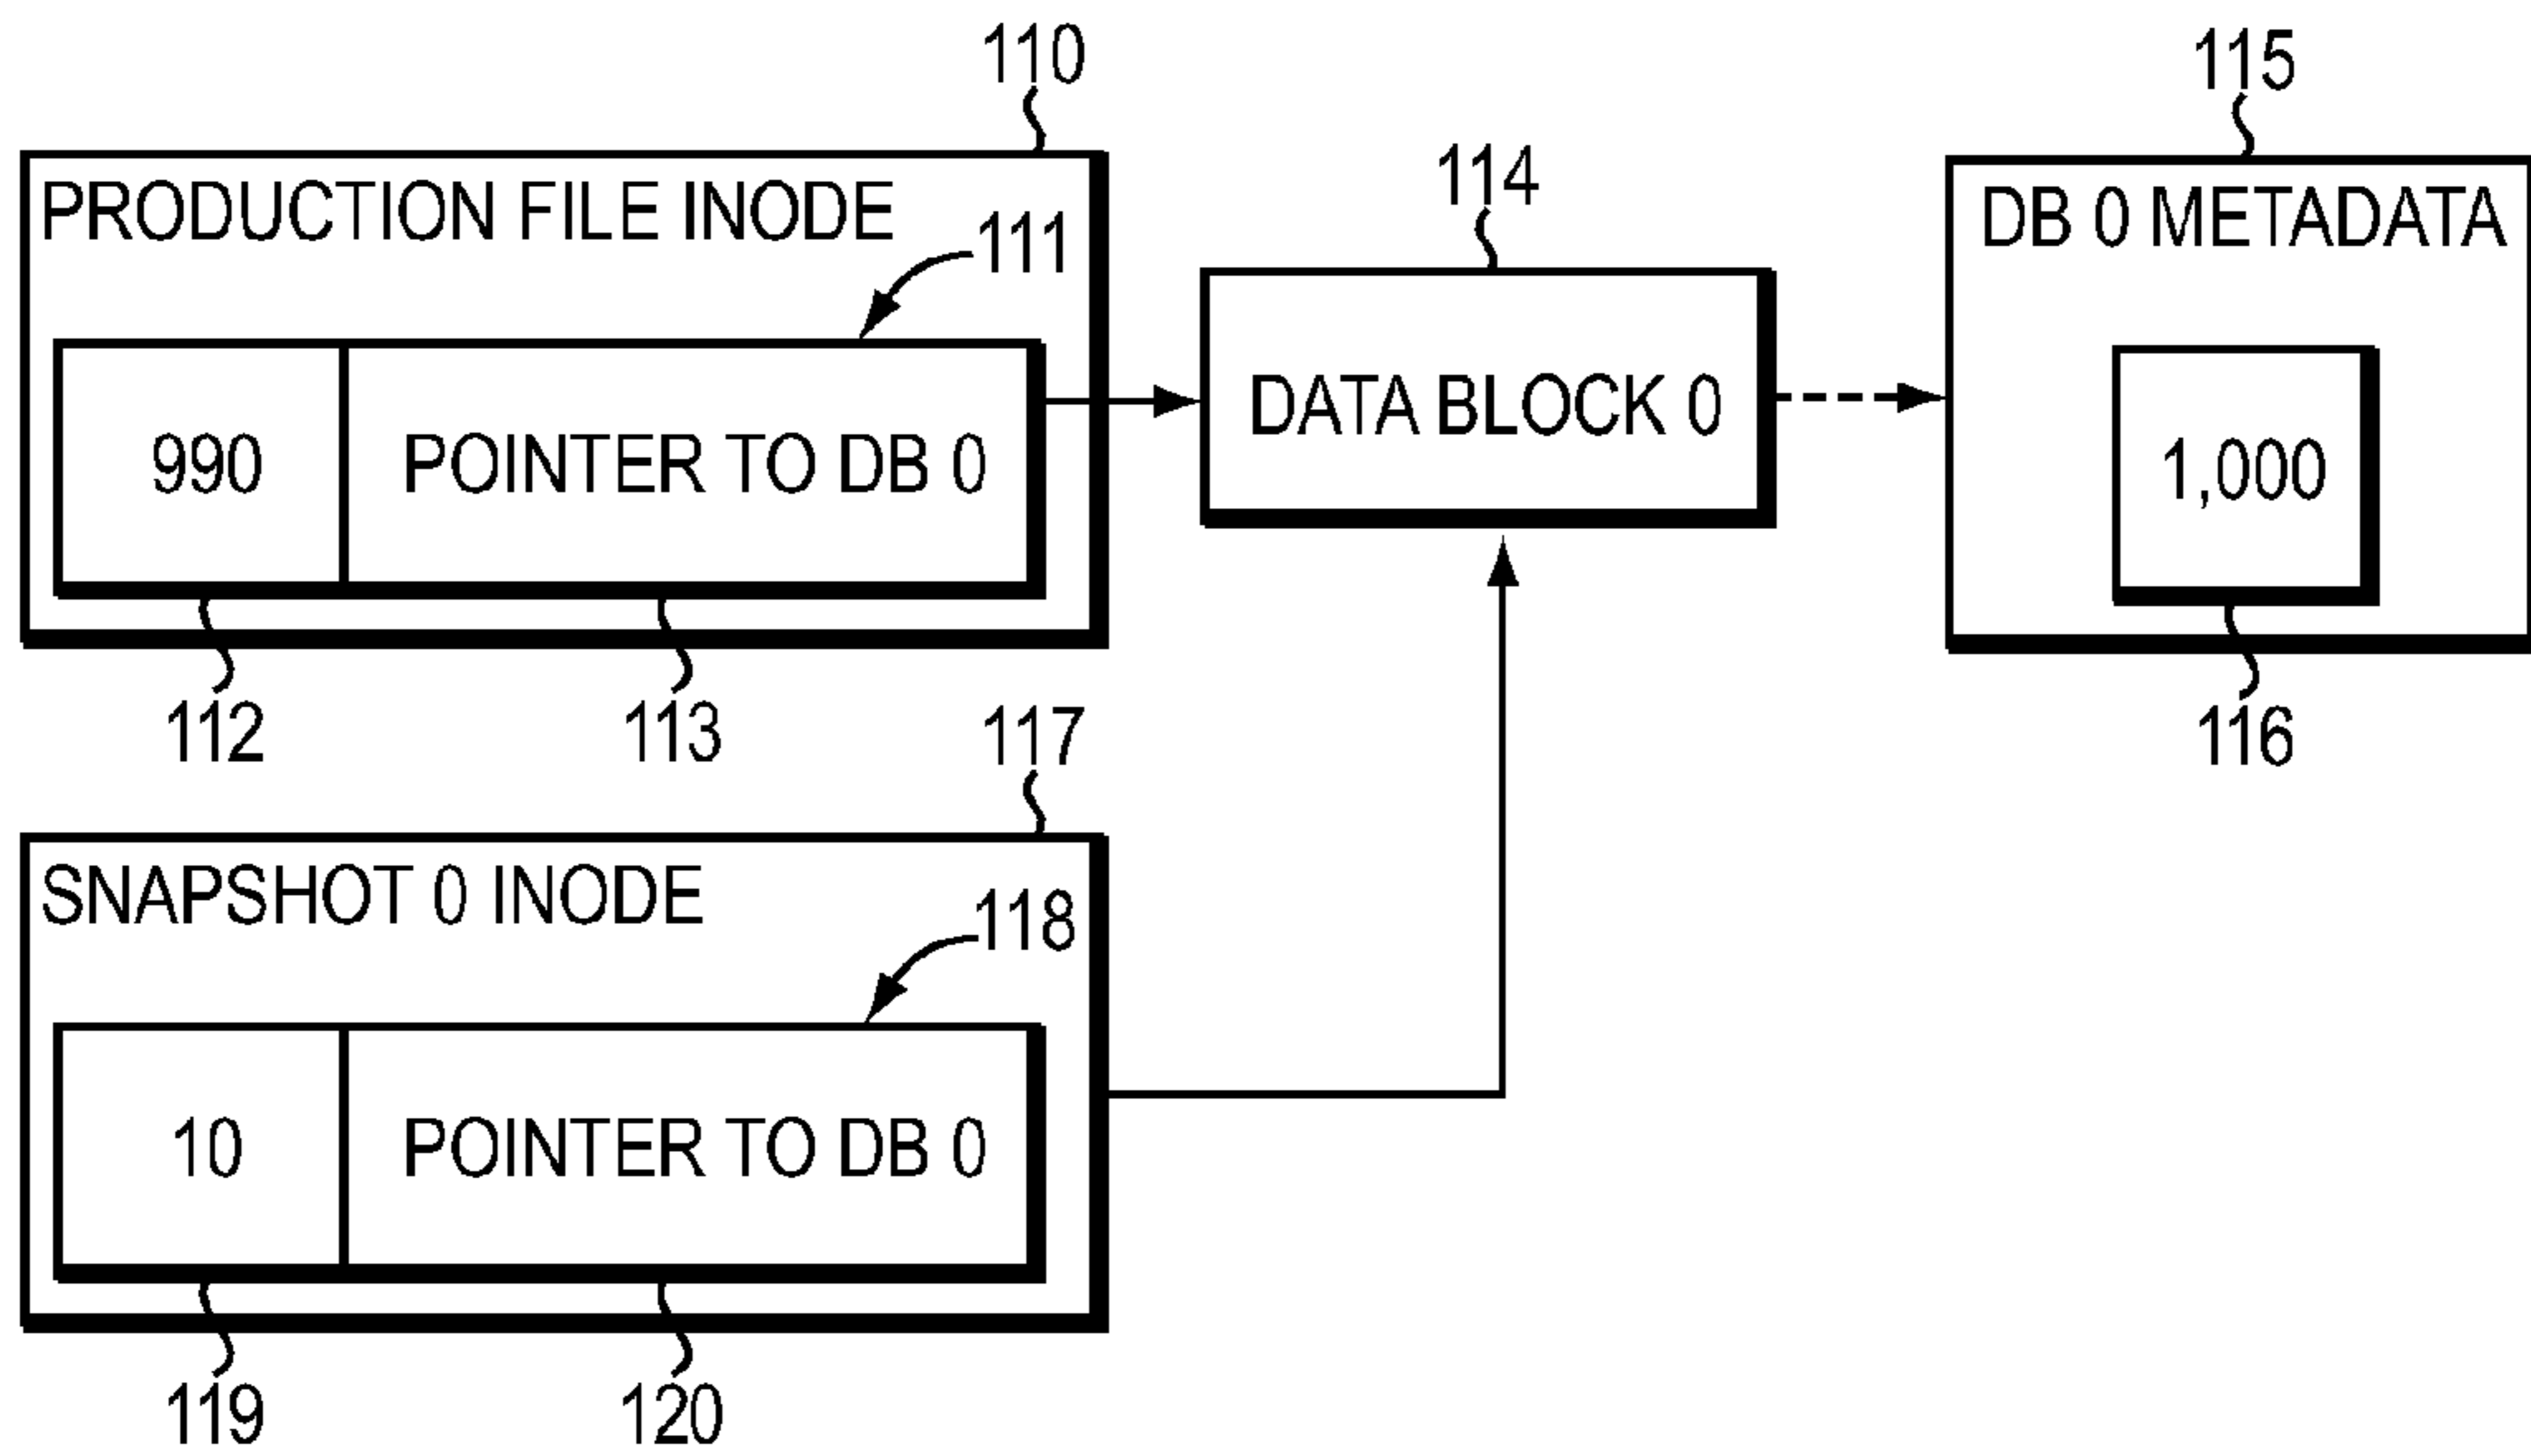 110
115
PRODUCTION FILE INODE
111
114
DB 0 METADATA
990
POINTER TO DB 0
DATA BLOCK 0
1,000
112
113
117
116
SNAPSHOT 0 INODE
118
10
POINTER TO DB 0
119
120